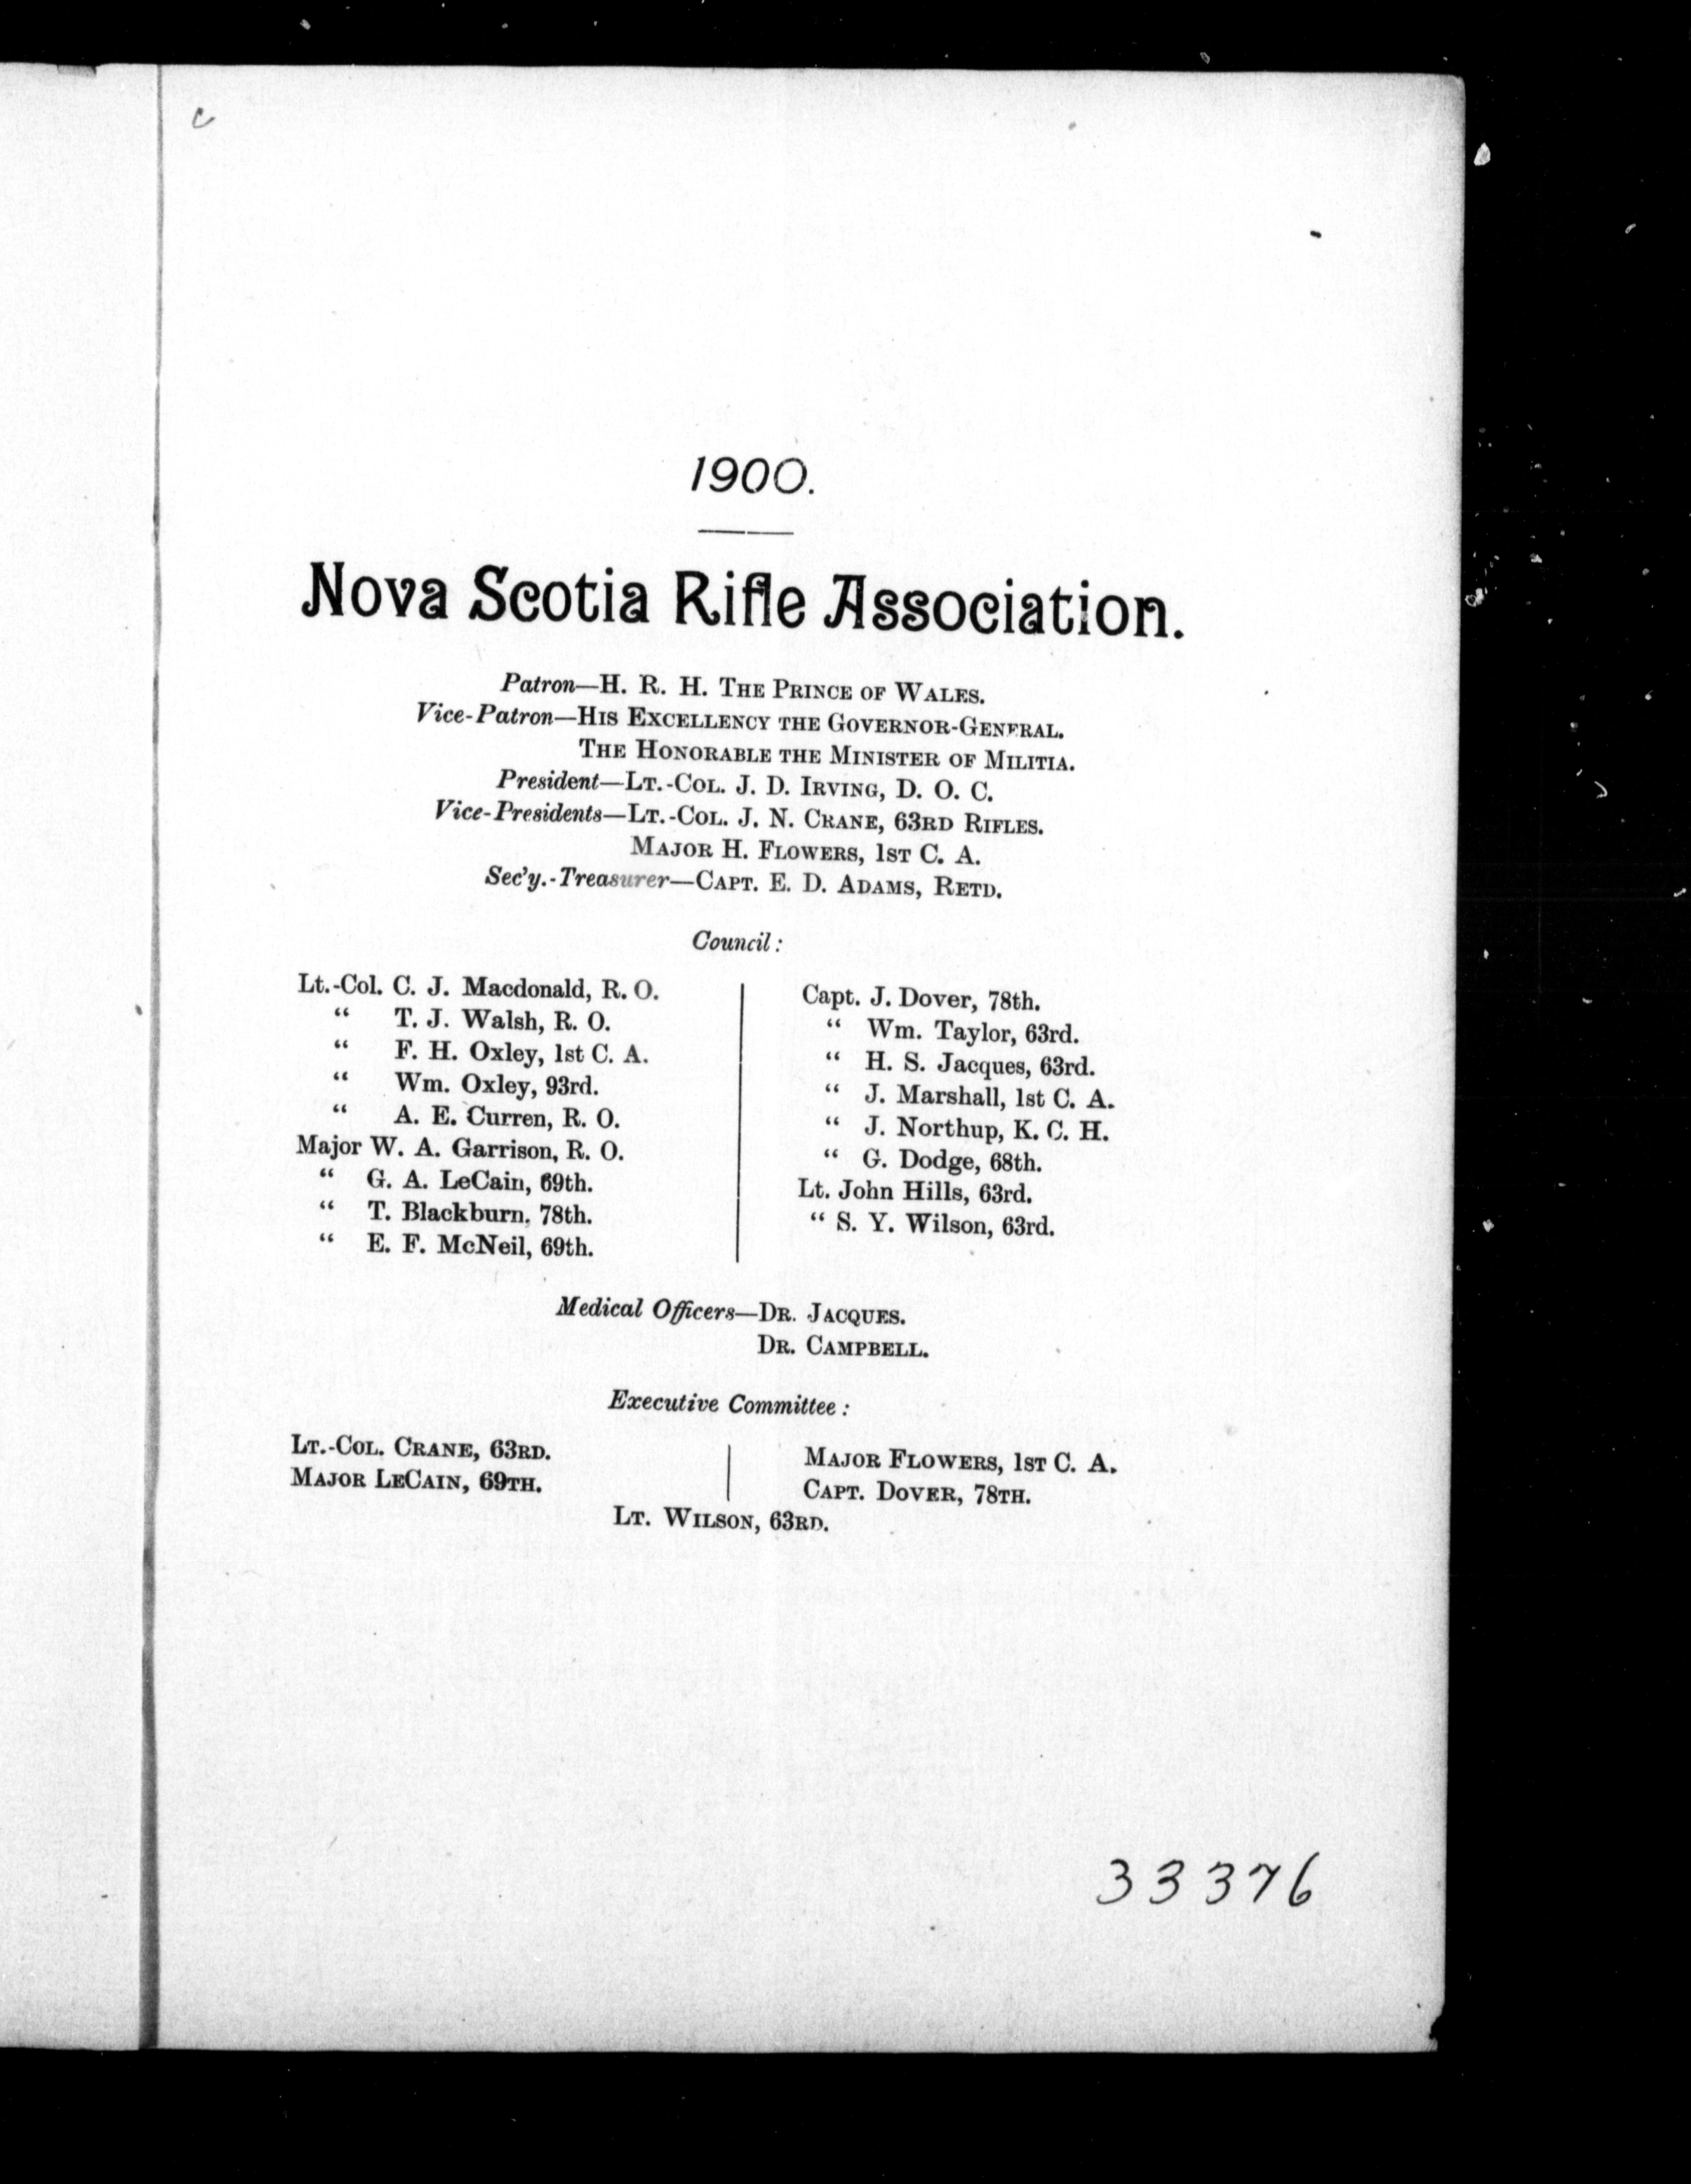 1900.
Nova Scotia Rifle Association.
Patron—H. R. H. THE PRINCE OF WALES.
Vice-Patron—HIS EXCELLENCY THE GOVERNOR-GENERAL.
THE HONORABLE THE MINISTER OF MILITIA.
President—LT.-COL. J. D. IRVING, D. O. C.
Vice-Presidents—LT.-COL. J. N. CRANE, 63RD RIFLES.
MAJOR H. FLOWERS, 1ST C. A.
Sec'y.-Treasurer—CAPT. E. D. ADAMS, RETD.
Council:
Lt.-Col. C. J. Macdonald, R. O.
“ T. J. Walsh, R. O.
“ F. H. Oxley, 1st C. A.
“ Wm. Oxley, 93rd.
“ A. E. Curren, R. O.
Major W. A. Garrison, R. O.
“ G. A. LeCain, 69th.
“ T. Blackburn, 78th.
“ E. F. McNeil, 69th.
Capt. J. Dover, 78th.
“ Wm. Taylor, 63rd.
“ H. S. Jacques, 63rd.
“ J. Marshall, 1st C. A.
“ J. Northup, K. C. H.
“ G. Dodge, 68th.
Lt. John Hills, 63rd.
“ S. Y. Wilson, 63rd.
Medical Officers—DR. JACQUES.
DR. CAMPBELL.
Executive Committee:
LT.-COL. CRANE, 63RD.
MAJOR LECAIN, 69TH.
MAJOR FLOWERS, 1ST C. A.
CAPT. DOVER, 78TH.
LT. WILSON, 63RD.
33376